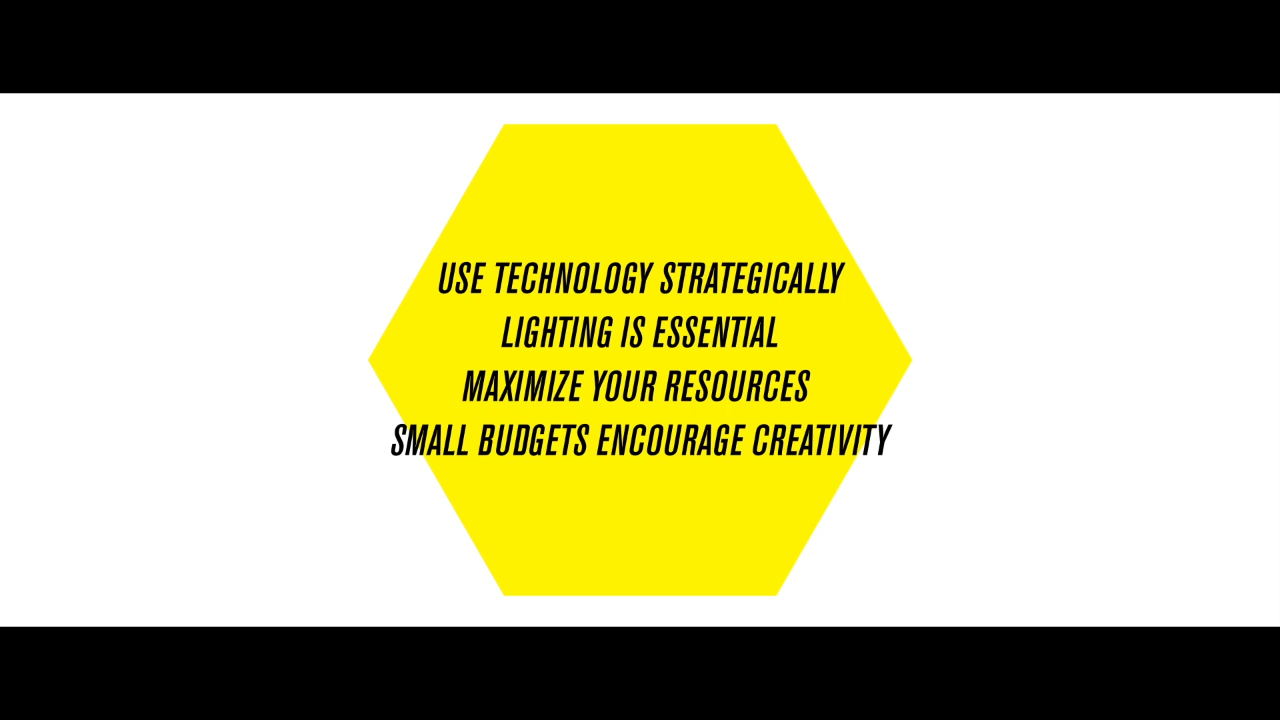 USE TECHNOLOGY STRATEGICALLY
LIGHTING IS ESSENTIAL
MAXIMIZE YOUR RESOURCES
SMALL BUDGETS ENCOURAGE CREATIVITY